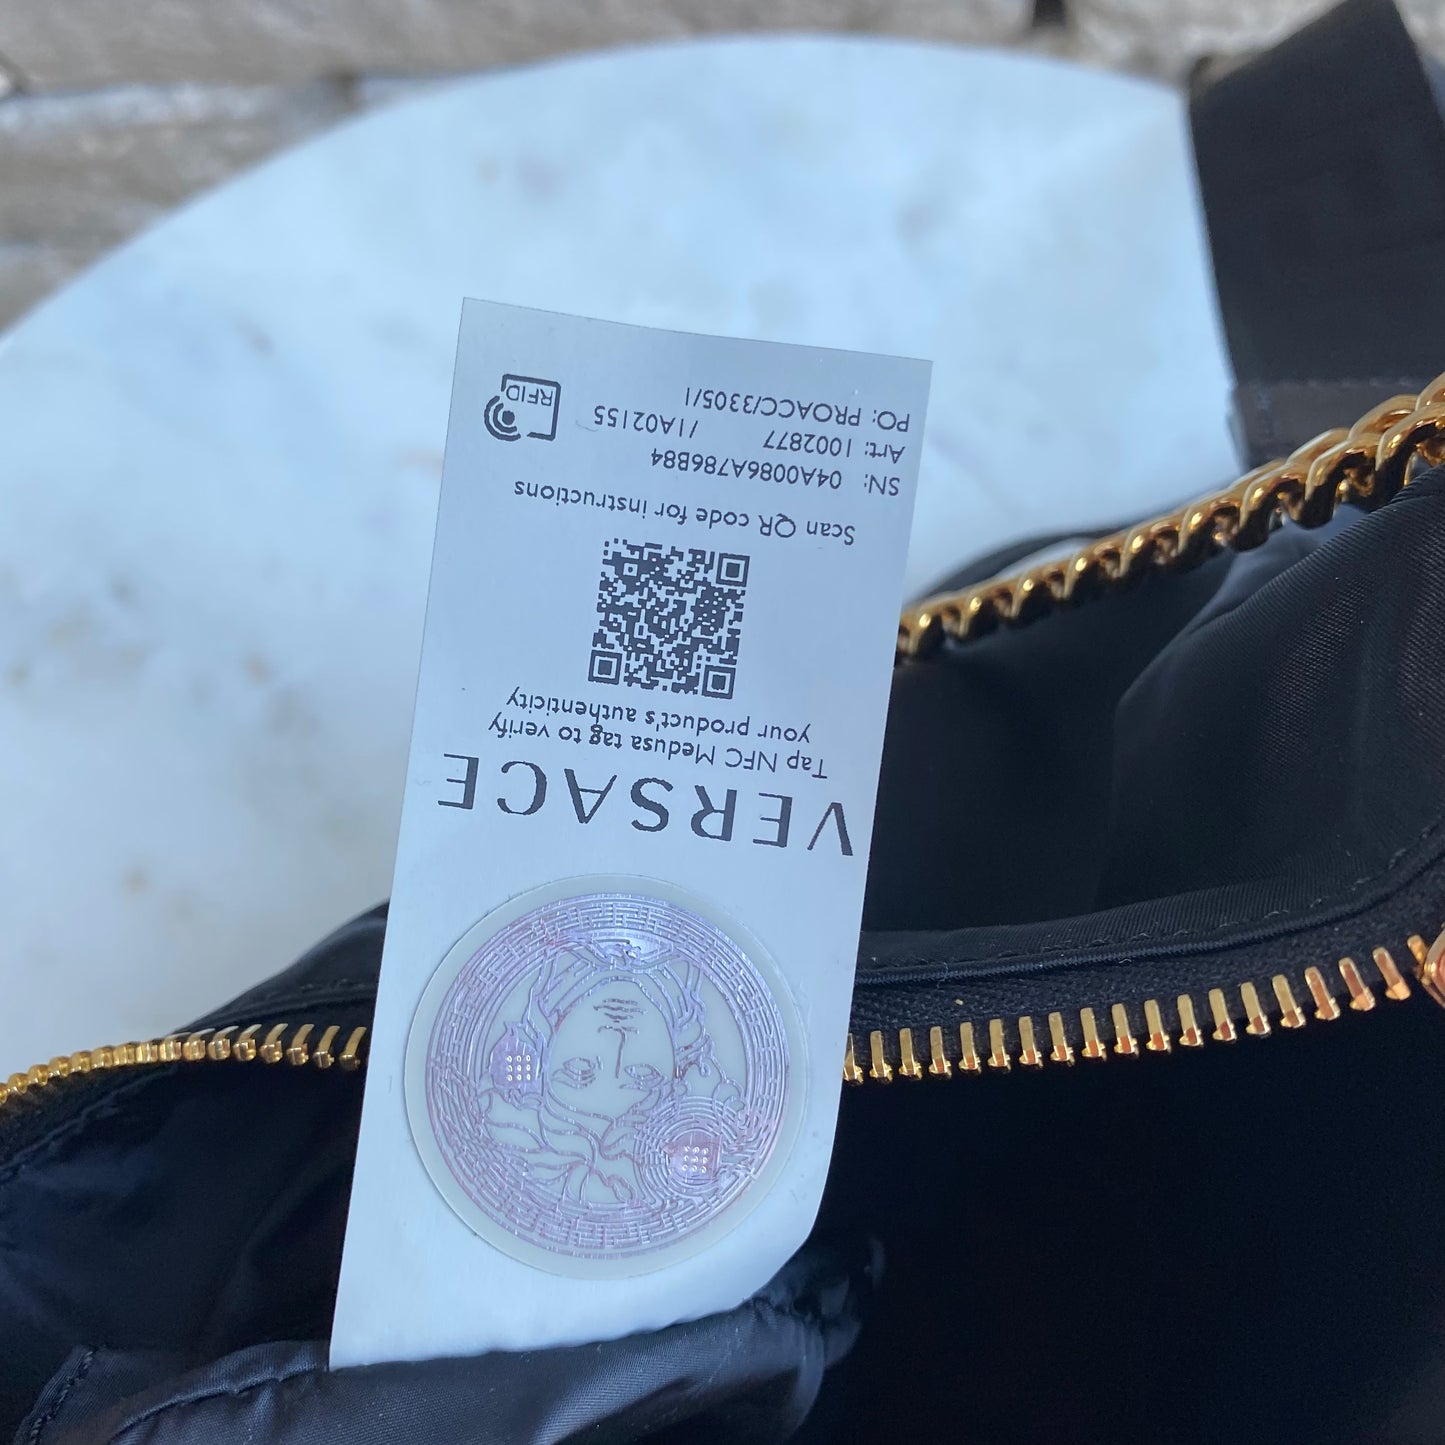 VERSACE
Tap NFC Medusa tag to verify
your product's authenticity
Scan QR code for instructions
SN: 04A0086A786B84
Art: 1002877 /1A02155
PO: PROACC/3305/1
RFID